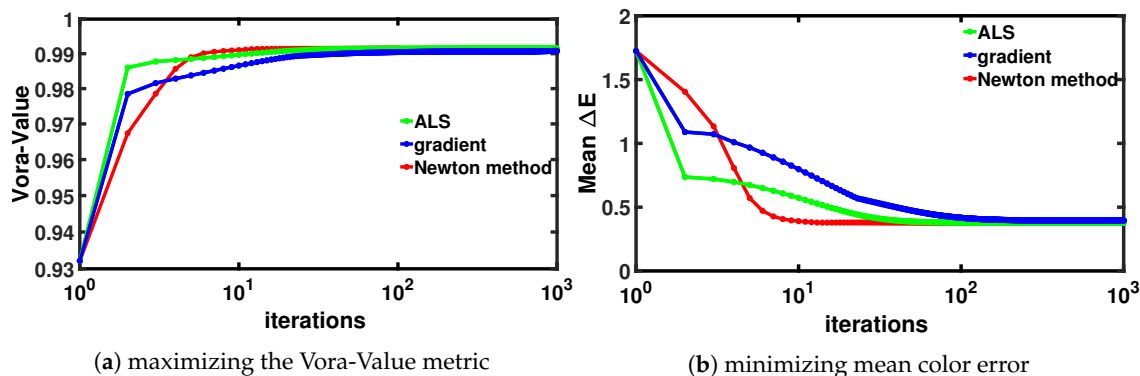 1
0.99
0.98
0.97
0.96
0.95
0.94
0.93
Vora-Value
ALS
gradient
Newton method
10^0
10^1
10^2
10^3
iterations
(a) maximizing the Vora-Value metric
2
1.5
1
0.5
0
Mean ΔE
ALS
gradient
Newton method
10^0
10^1
10^2
10^3
iterations
(b) minimizing mean color error